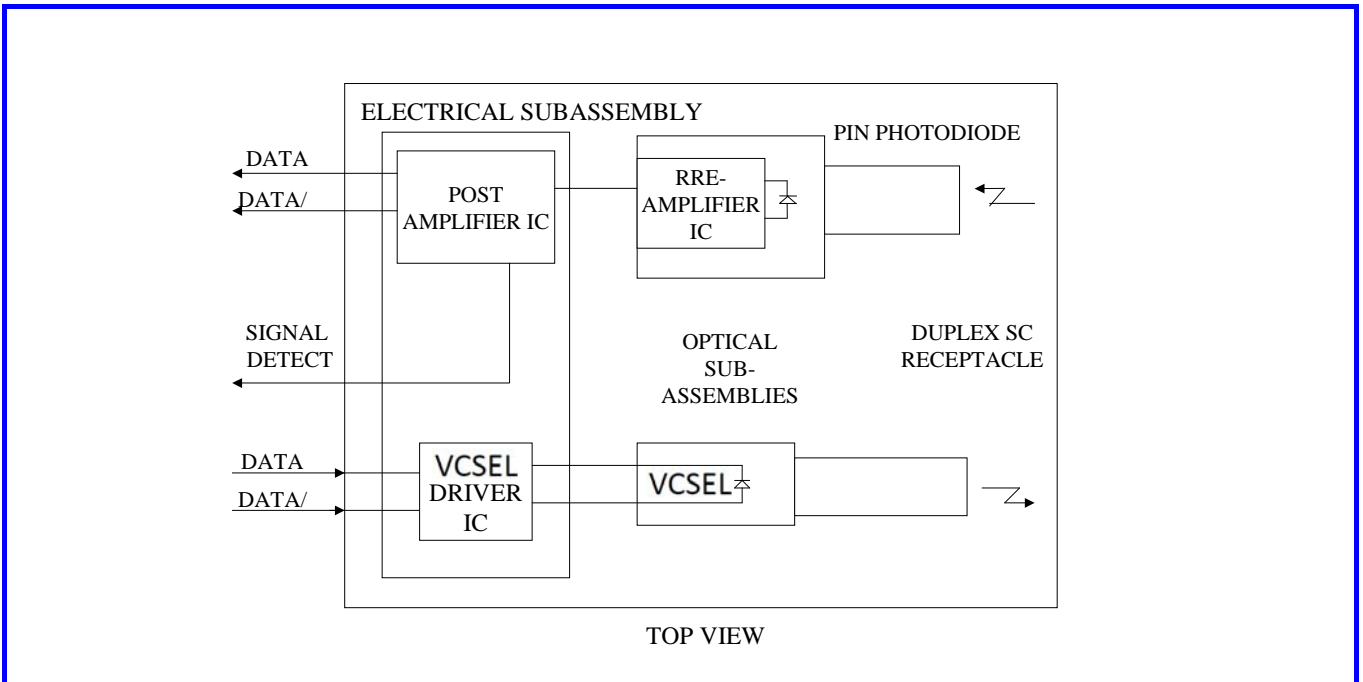 ELECTRICAL SUBASSEMBLY
PIN PHOTODIODE
DATA
DATA/
POST
AMPLIFIER IC
RRE-
AMPLIFIER
IC
SIGNAL
DETECT
OPTICAL
SUB-
ASSEMBLIES
DUPLEX SC
RECEPTACLE
DATA
DATA/
VCSEL
DRIVER
IC
VCSEL
TOP VIEW